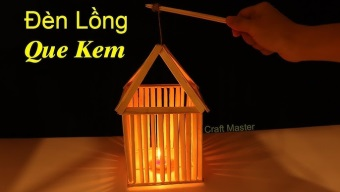 Đèn Lồng
Que Kem
Craft Master